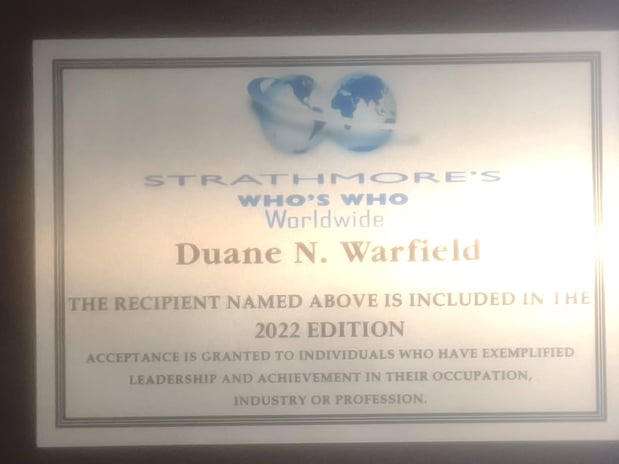 STRATHMORE'S
WHO'S WHO
Worldwide
Duane N. Warfield
THE RECIPIENT NAMED ABOVE IS INCLUDED IN THE
2022 EDITION
ACCEPTANCE IS GRANTED TO INDIVIDUALS WHO HAVE EXEMPLIFIED
LEADERSHIP AND ACHIEVEMENT IN THEIR OCCUPATION,
INDUSTRY OR PROFESSION.